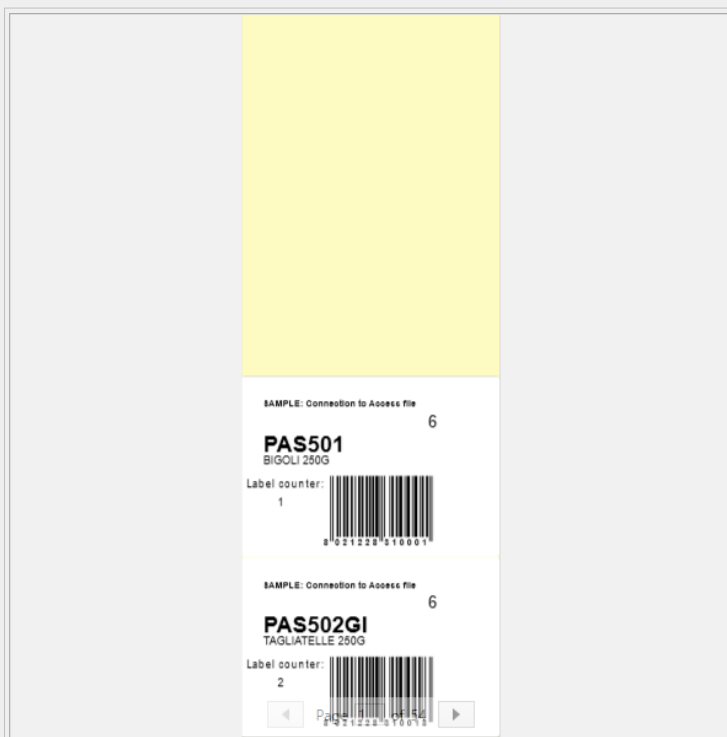 SAMPLE: Connection to Access file
6
PAS501
BIGOLI 250G
Label counter:
1
8 021228 310001
SAMPLE: Connection to Access file
6
PAS502GI
TAGLIATELLE 250G
Label counter:
2
Page 1 of 54